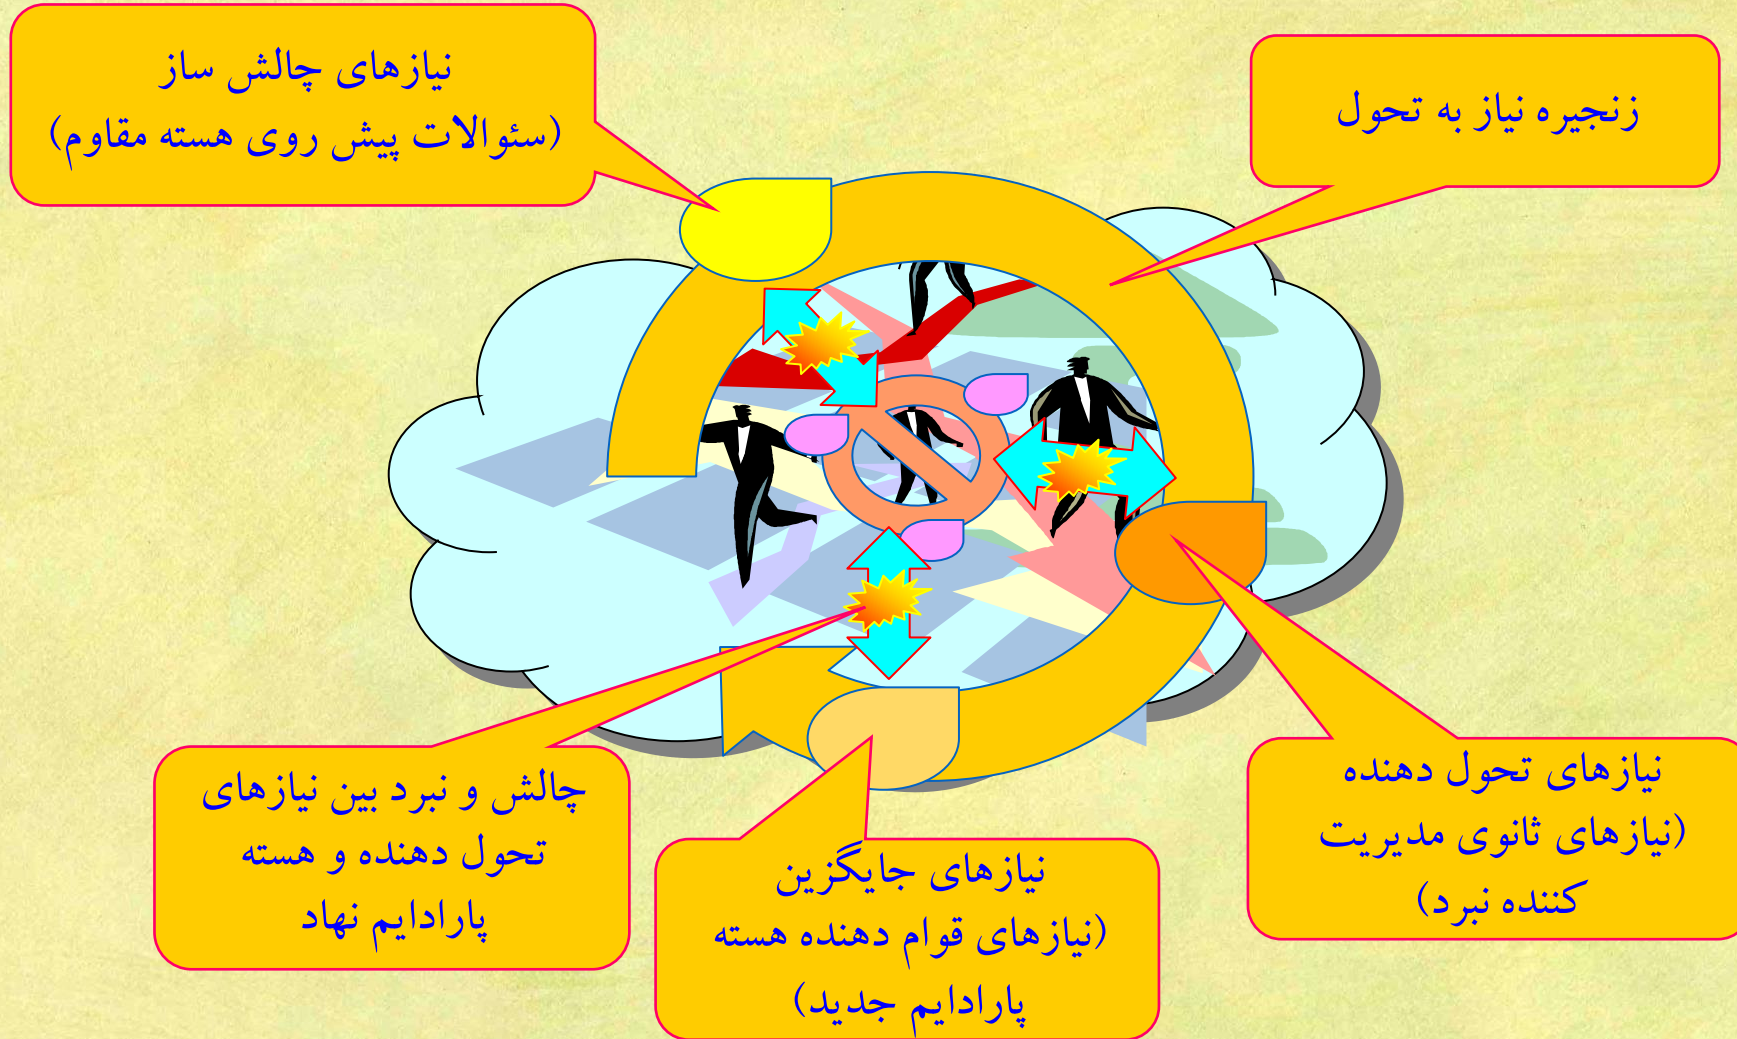 زنجیره نیاز به تحول
نیازهای چالش ساز
(سئوالات پیش روی هسته مقاوم)
نیازهای تحول دهنده
(نیازهای ثانوی مدیریت
کننده نبرد)
نیازهای جایگزین
(نیازهای قوام دهنده هسته
پارادایم جدید)
چالش و نبرد بین نیازهای
تحول دهنده و هسته
پارادایم نهاد